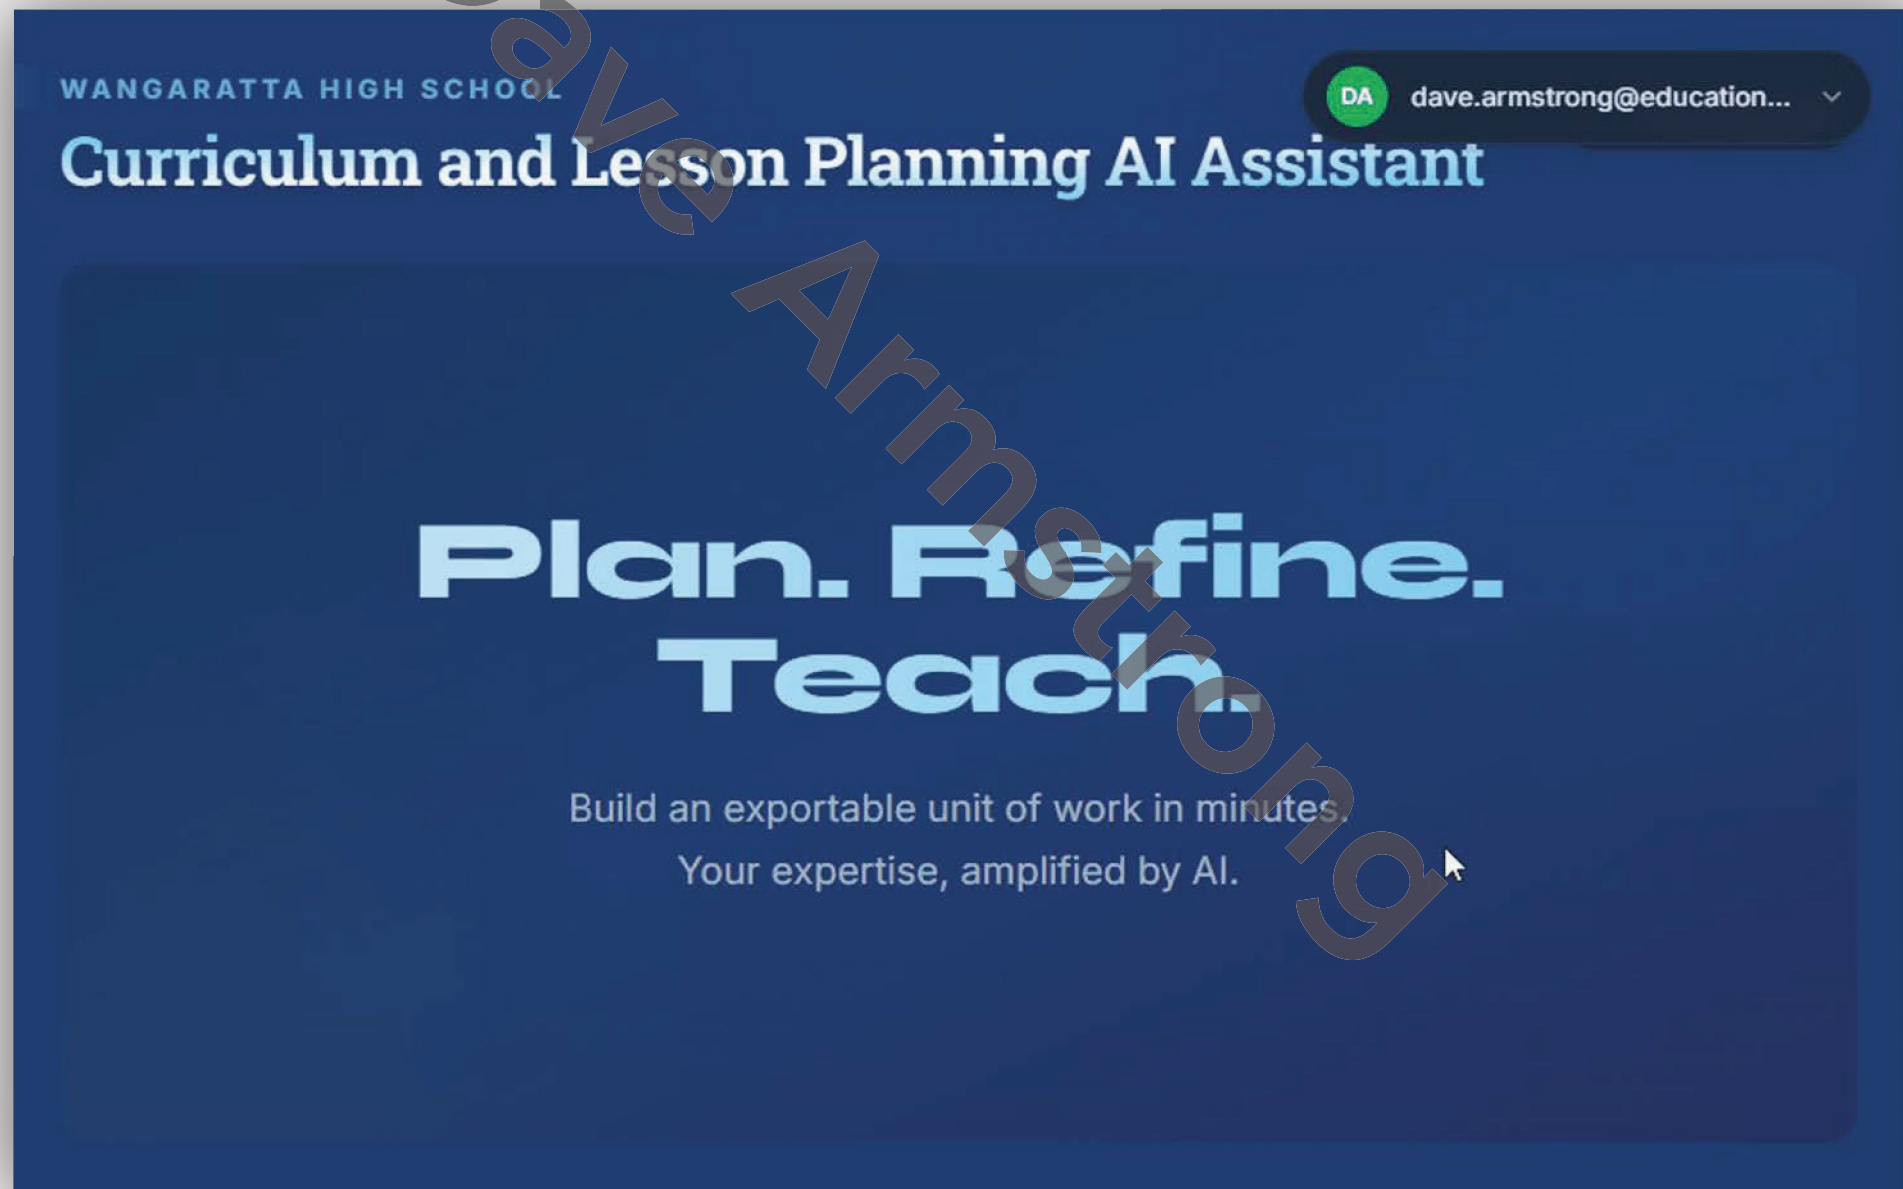 WANGARATTA HIGH SCHOOL
DA dave.armstrong@education...
Curriculum and Lesson Planning AI Assistant
Plan. Refine.
Teach.
Build an exportable unit of work in minutes.
Your expertise, amplified by AI.
ave Armstrong